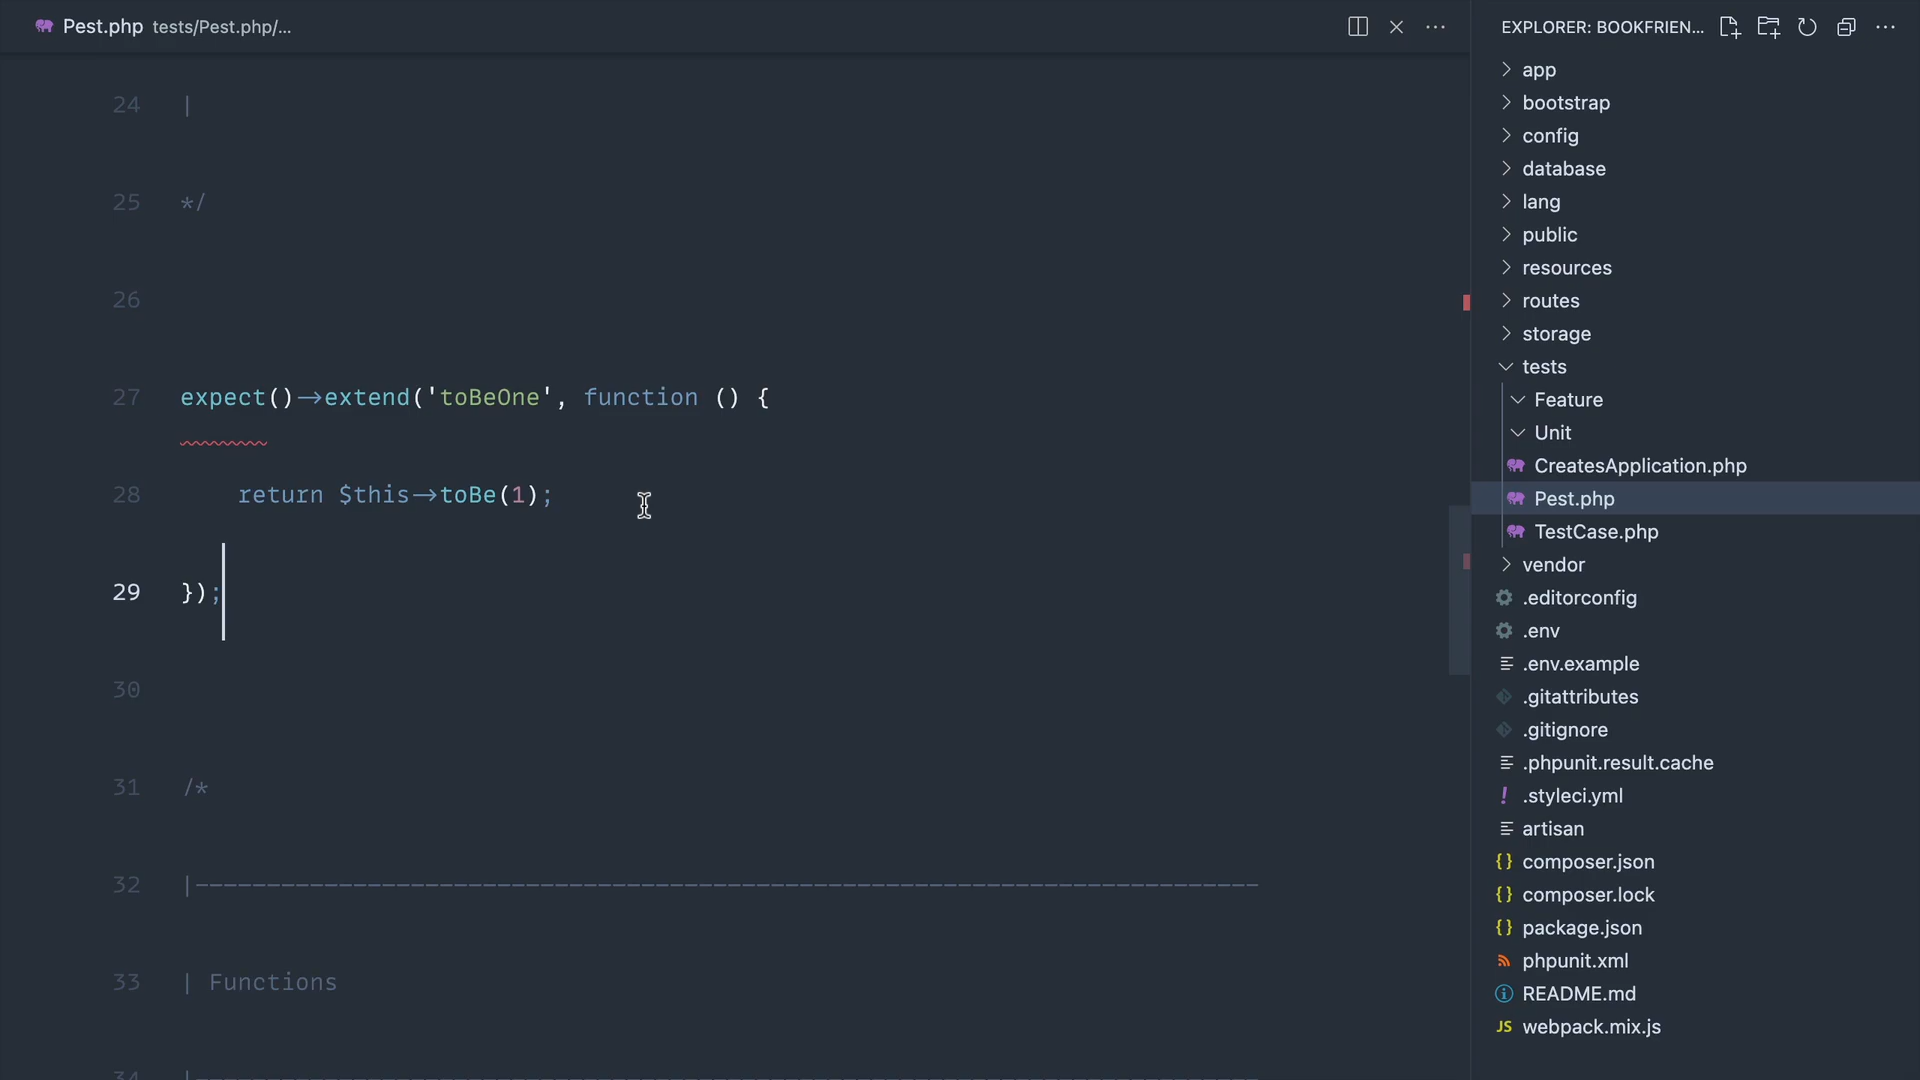 Pest.php tests/Pest.php/...
24 |
25 */
26
27 expect()->extend('toBeOne', function () {
28 return $this->toBe(1);
29 });
30
31 /*
32 |--------------------------------------------------------------------------
33 | Functions
34 |--------------------------------------------------------------------------
EXPLORER: BOOKFRIEN...
app
bootstrap
config
database
lang
public
resources
routes
storage
tests
Feature
Unit
CreatesApplication.php
Pest.php
TestCase.php
vendor
.editorconfig
.env
.env.example
.gitattributes
.gitignore
.phpunit.result.cache
! .styleci.yml
artisan
{} composer.json
{} composer.lock
{} package.json
phpunit.xml
README.md
JS webpack.mix.js